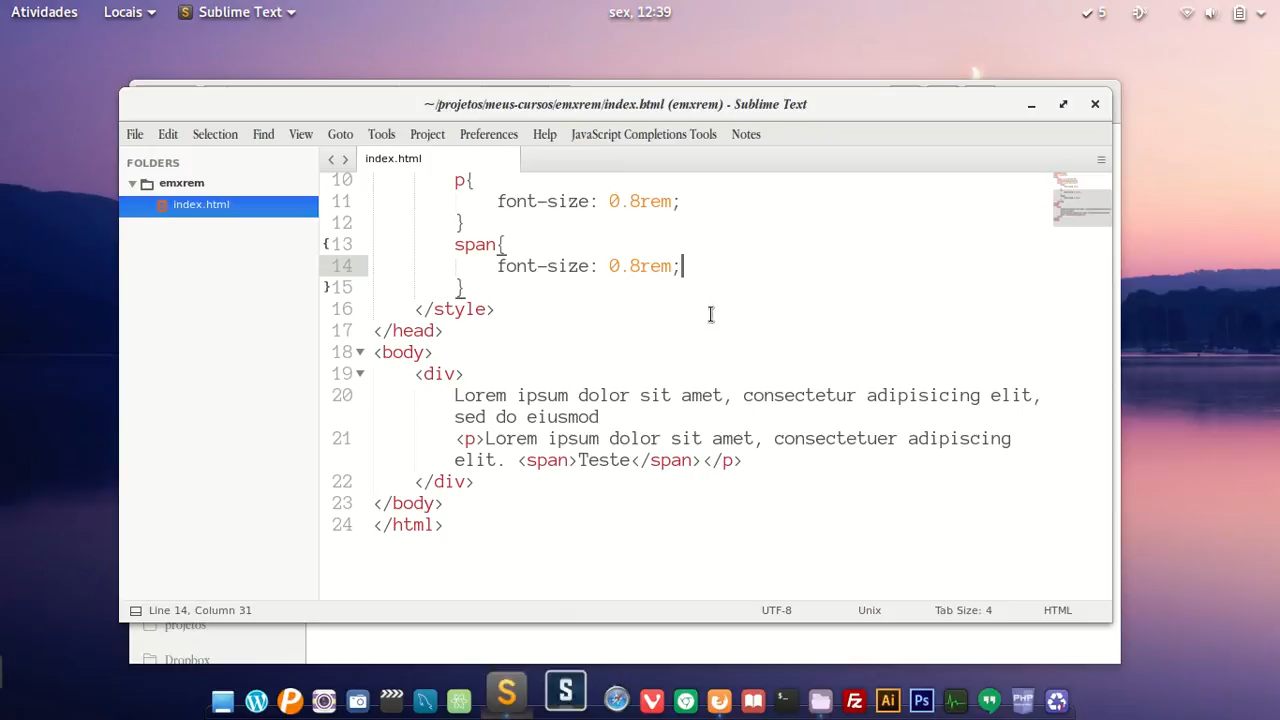 Atividades Locais Sublime Text sex, 12:39 5
~/projetos/meus-cursos/emxrem/index.html (emxrem) - Sublime Text
File Edit Selection Find View Goto Tools Project Preferences Help JavaScript Completions Tools Notes
FOLDERS
emxrem
index.html
index.html
10 p{
11 font-size: 0.8rem;
12 }
{13 span{
14 font-size: 0.8rem;
}15 }
16 </style>
17 </head>
18 <body>
19 <div>
20 Lorem ipsum dolor sit amet, consectetur adipisicing elit,
sed do eiusmod
21 <p>Lorem ipsum dolor sit amet, consectetuer adipiscing
elit. <span>Teste</span></p>
22 </div>
23 </body>
24 </html>
Line 14, Column 31 UTF-8 Unix Tab Size: 4 HTML
projetos
Dropbox
S S Fz Ai Ps PHP